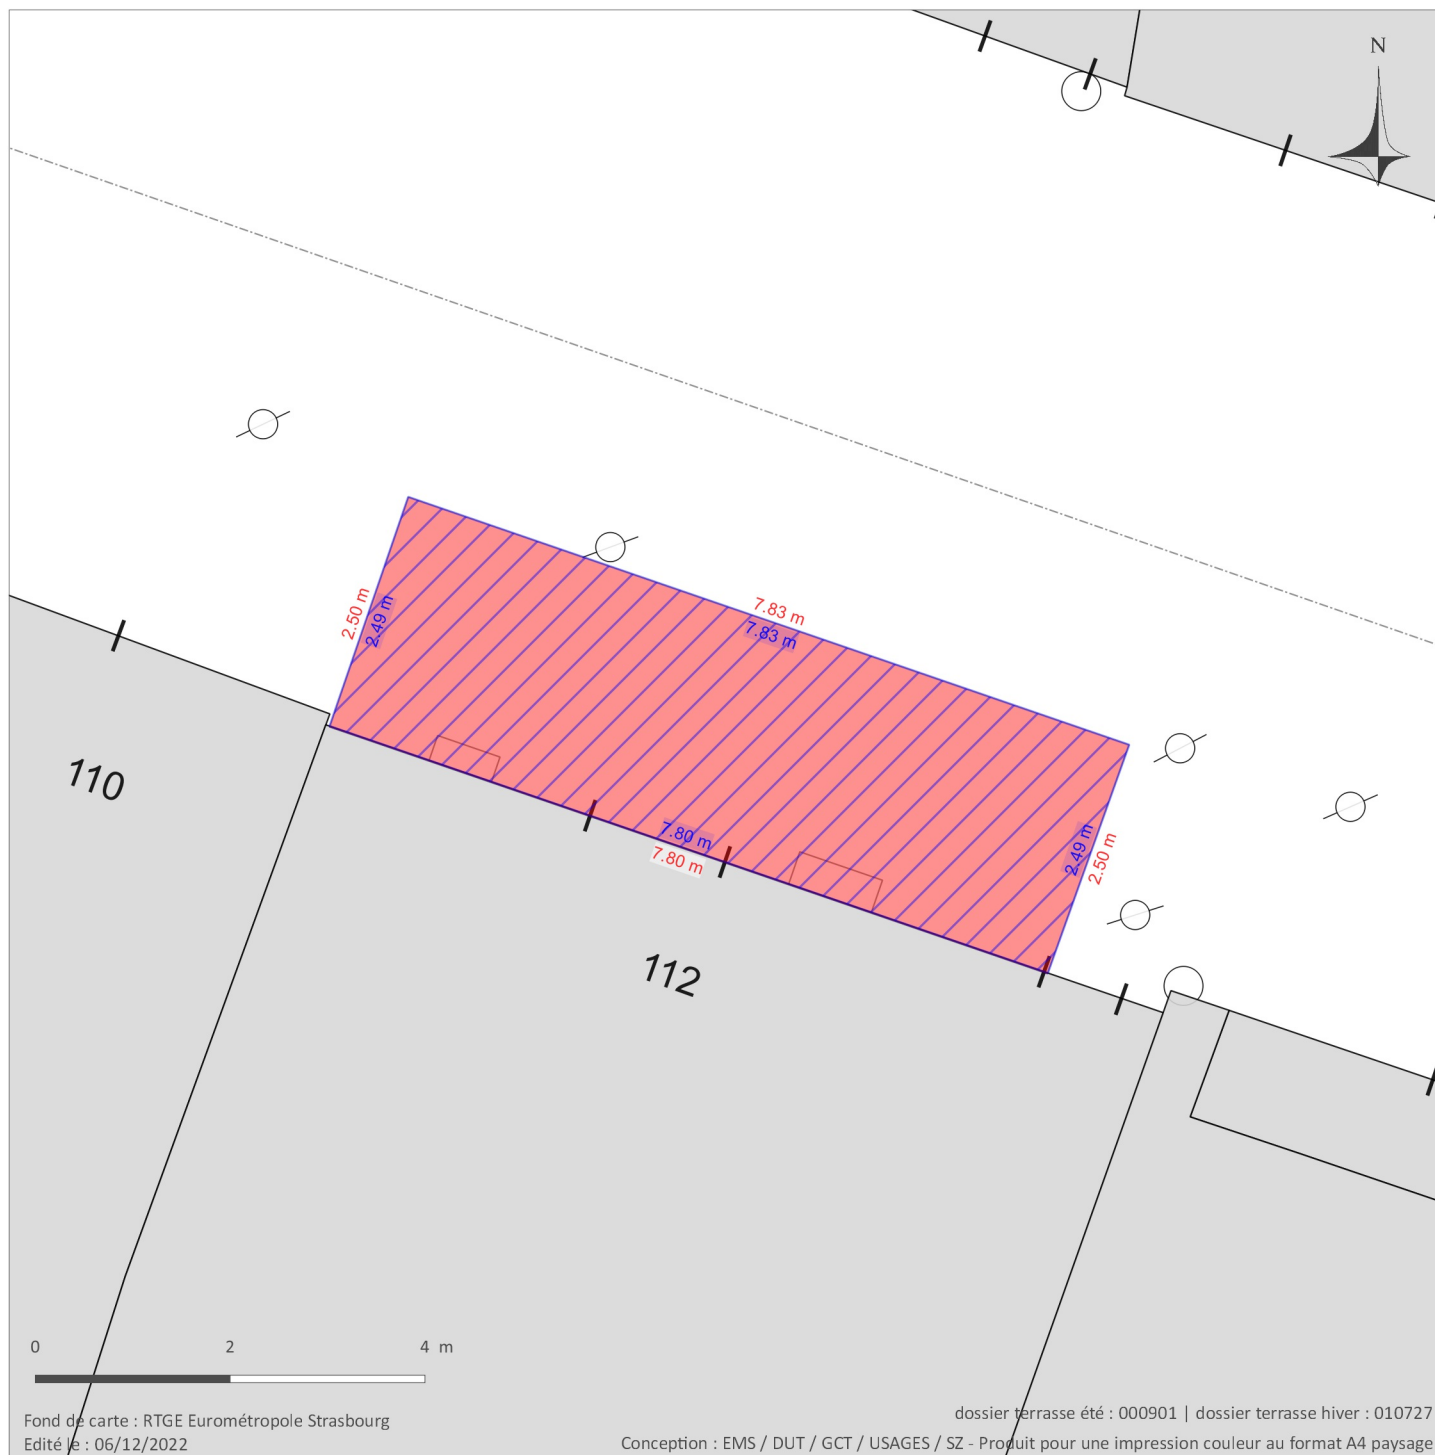 N
7.83 m
7.83 m
2.50 m
2.49 m
110
7.80 m
7.80 m
2.49 m
2.50 m
112
0 2 4 m
Fond de carte : RTGE Eurométropole Strasbourg
Edité le : 06/12/2022
dossier terrasse été : 000901 | dossier terrasse hiver : 010727
Conception : EMS / DUT / GCT / USAGES / SZ - Produit pour une impression couleur au format A4 paysage